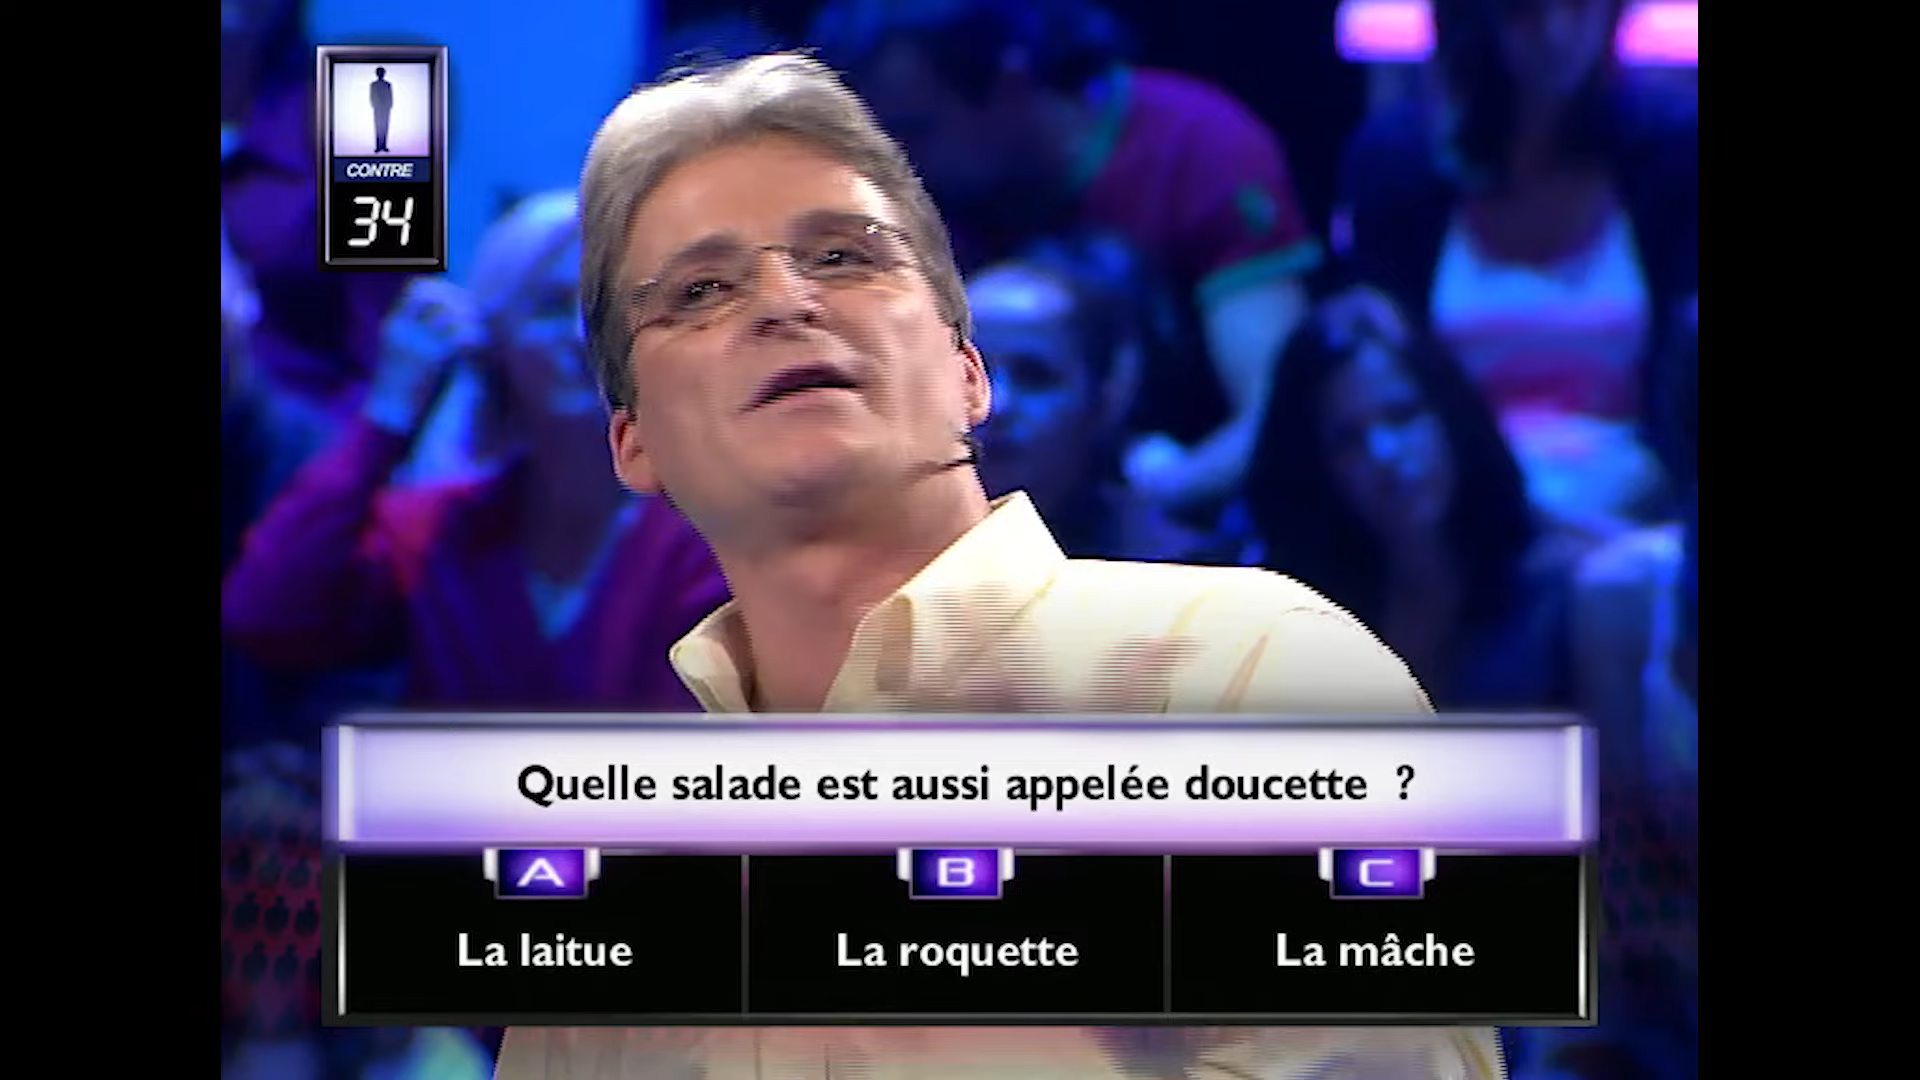 CONTRE
34
Quelle salade est aussi appelée doucette ?
A
La laitue
B
La roquette
C
La mâche